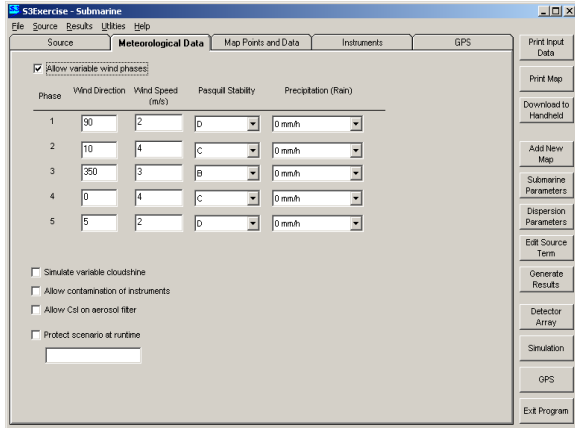 S3Exercise - Submarine
File Source Results Utilities Help
Source Meteorological Data Map Points and Data Instruments GPS
Allow variable wind phases
Phase Wind Direction Wind Speed (m/s) Pasquill Stability Precipitation (Rain)
1 90 2 D 0 mm/h
2 10 4 C 0 mm/h
3 350 3 B 0 mm/h
4 0 4 C 0 mm/h
5 5 2 D 0 mm/h
Simulate variable cloudshine
Allow contamination of instruments
Allow CsI on aerosol filter
Protect scenario at runtime
Print Input
Data
Print Map
Download to
Handheld
Add New
Map
Submarine
Parameters
Dispersion
Parameters
Edit Source
Term
Generate
Results
Detector
Array
Simulation
GPS
Exit Program